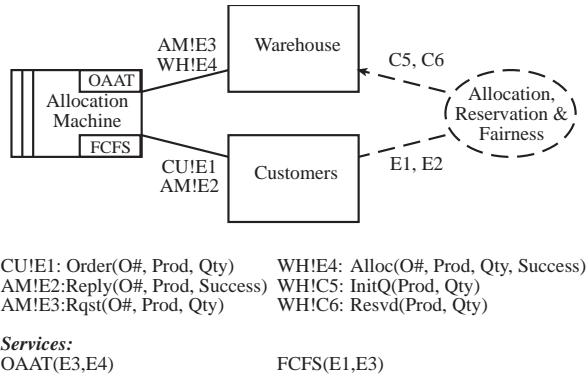 AM!E3
WH!E4
Warehouse
C5, C6
OAAT
Allocation
Machine
FCFS
Allocation,
Reservation &
Fairness
CU!E1
AM!E2
Customers
E1, E2
CU!E1: Order(O#, Prod, Qty)
WH!E4: Alloc(O#, Prod, Qty, Success)
AM!E2:Reply(O#, Prod, Success)
WH!C5: InitQ(Prod, Qty)
AM!E3:Rqst(O#, Prod, Qty)
WH!C6: Resvd(Prod, Qty)
Services:
OAAT(E3,E4)
FCFS(E1,E3)